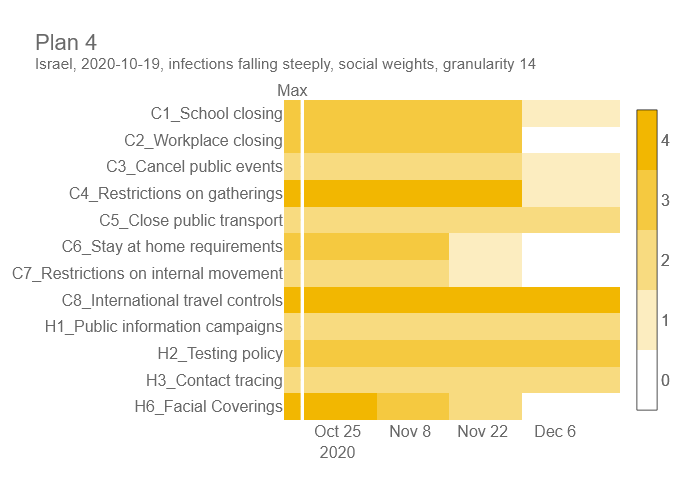 Plan 4
Israel, 2020-10-19, infections falling steeply, social weights, granularity 14
Max
C1_School closing
C2_Workplace closing
C3_Cancel public events
C4_Restrictions on gatherings
C5_Close public transport
C6_Stay at home requirements
C7_Restrictions on internal movement
C8_International travel controls
H1_Public information campaigns
H2_Testing policy
H3_Contact tracing
H6_Facial Coverings
Oct 25 Nov 8 Nov 22 Dec 6
2020
4
3
2
1
0